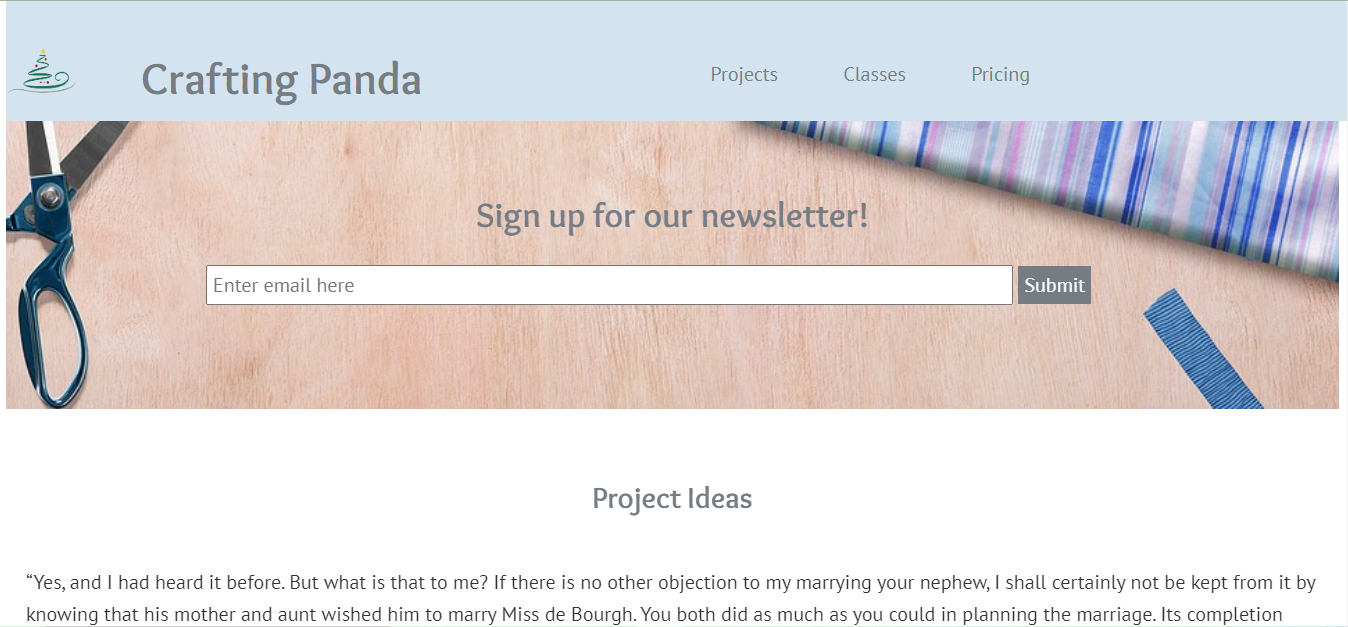 Crafting Panda
Projects Classes Pricing
Sign up for our newsletter!
Enter email here Submit
Project Ideas
“Yes, and I had heard it before. But what is that to me? If there is no other objection to my marrying your nephew, I shall certainly not be kept from it by
knowing that his mother and aunt wished him to marry Miss de Bourgh. You both did as much as you could in planning the marriage. Its completion